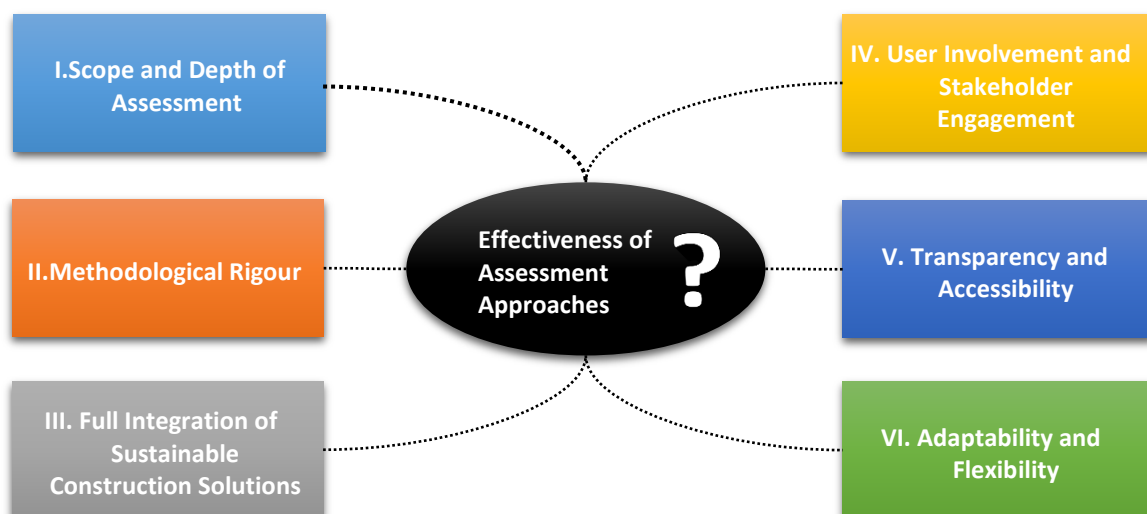 I.Scope and Depth of
Assessment
II.Methodological Rigour
III. Full Integration of
Sustainable
Construction Solutions
Effectiveness of
Assessment
Approaches
?
IV. User Involvement and
Stakeholder
Engagement
V. Transparency and
Accessibility
VI. Adaptability and
Flexibility